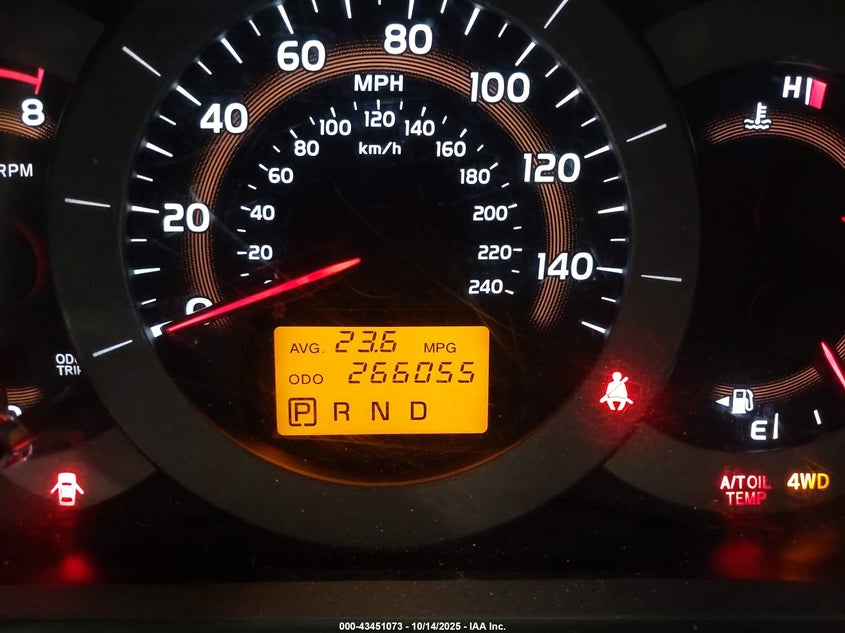 80
60
100
MPH
H
8
40
120
100 140
80 km/h 160
120
RPM
60 180
20
40 200
20 220
140
240
0
AVG. 23.6 MPG
ODO 266055
P R N D
E
A/T OIL
TEMP
4WD
000-43451073 - 10/14/2025 - IAA Inc.